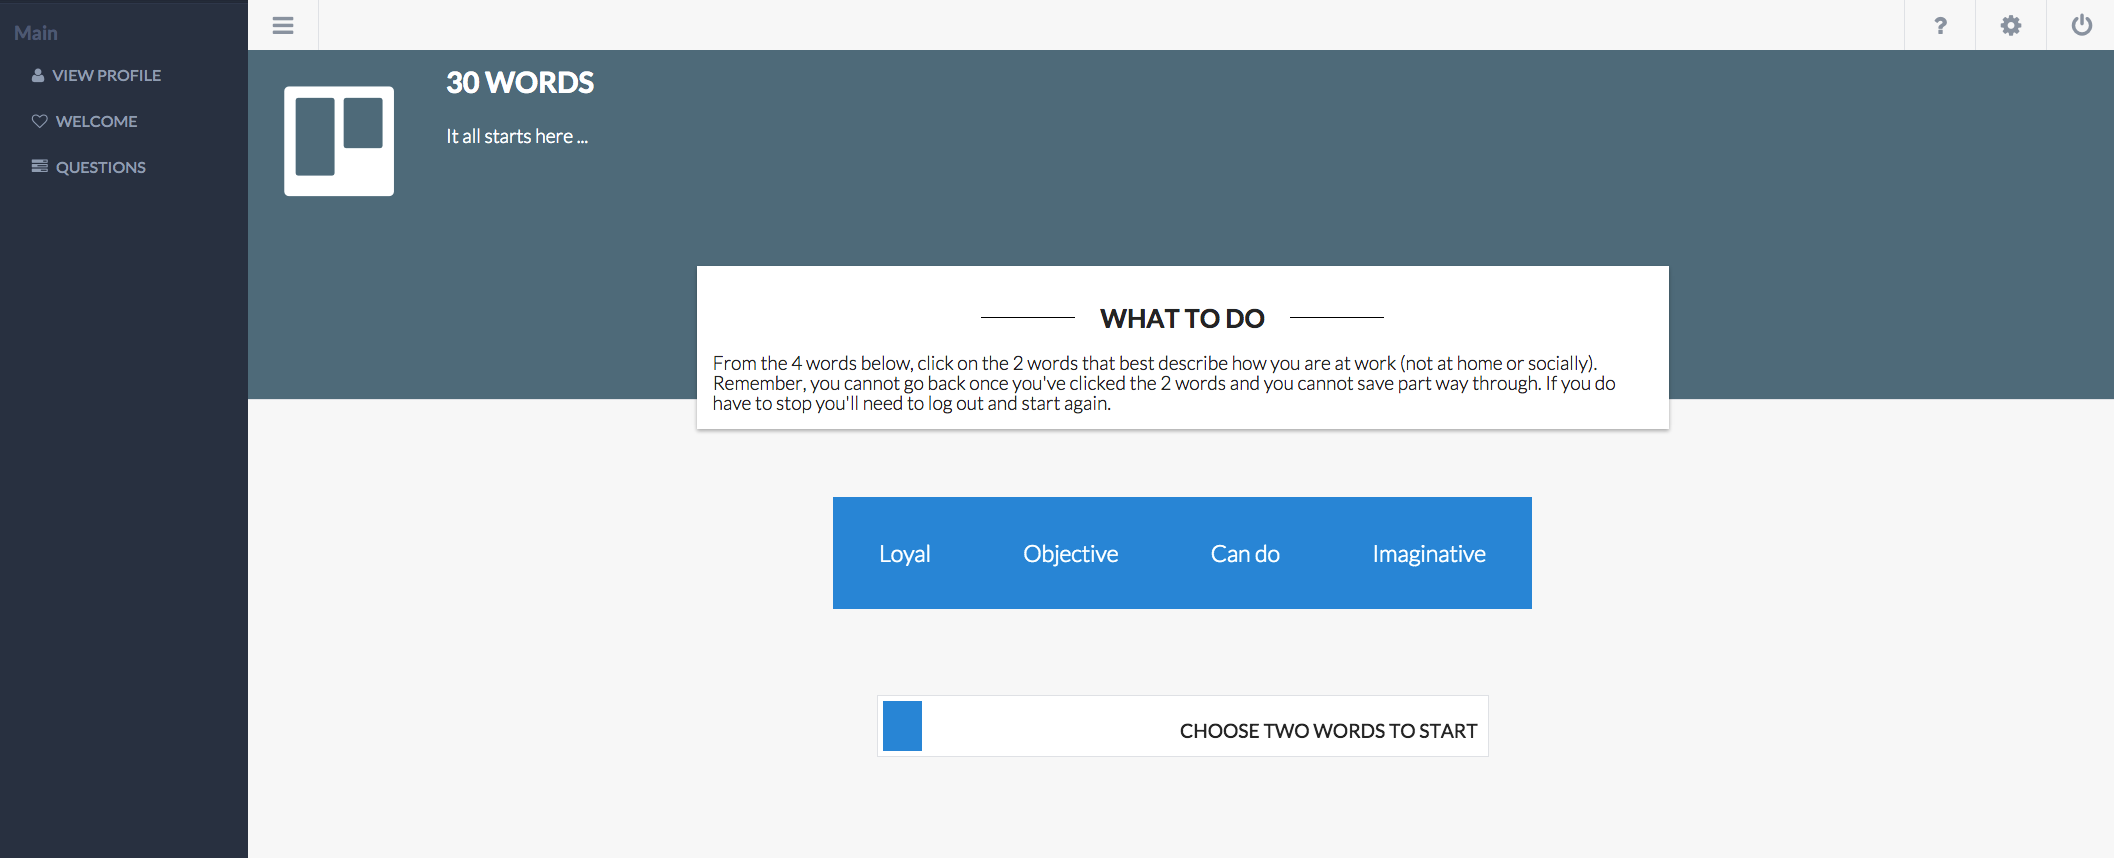 Main
VIEW PROFILE
WELCOME
QUESTIONS
?
30 WORDS
It all starts here ...
WHAT TO DO
From the 4 words below, click on the 2 words that best describe how you are at work (not at home or socially).
Remember, you cannot go back once you've clicked the 2 words and you cannot save part way through. If you do
have to stop you'll need to log out and start again.
Loyal Objective Can do Imaginative
CHOOSE TWO WORDS TO START